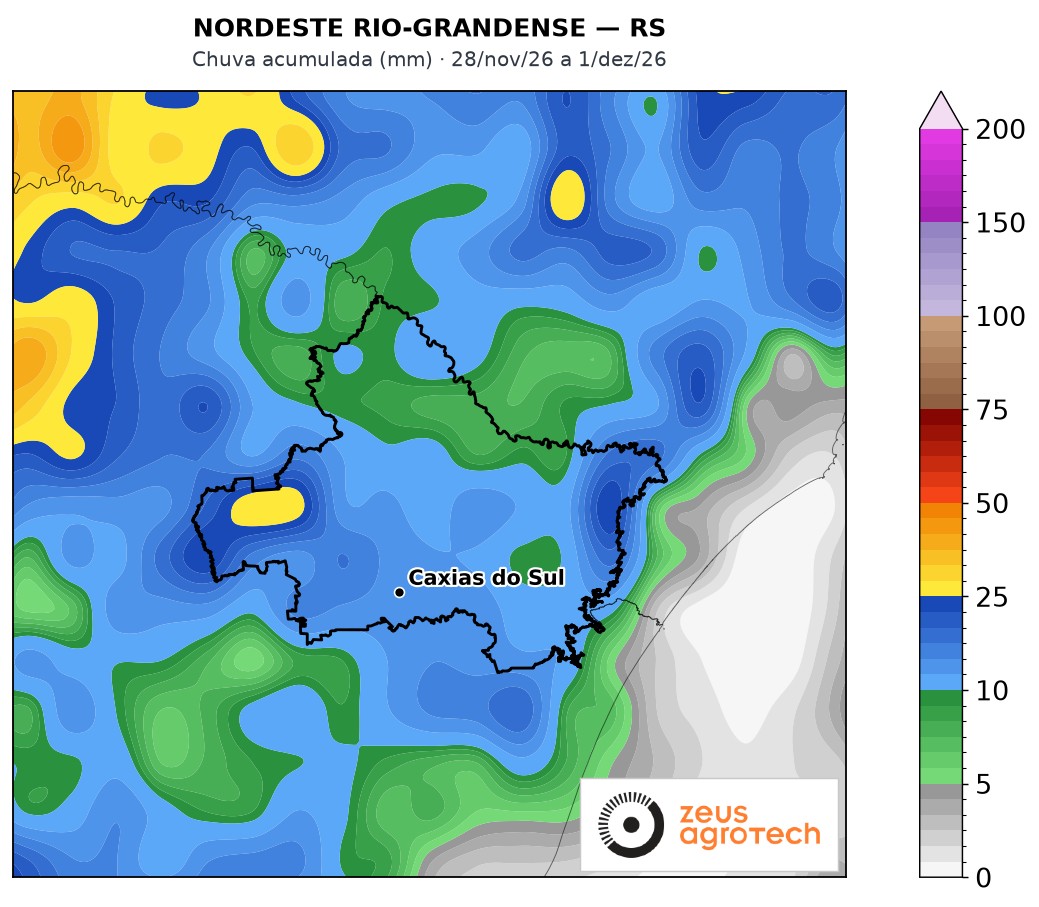 NORDESTE RIO-GRANDENSE — RS
Chuva acumulada (mm) · 28/nov/26 a 1/dez/26
200
150
100
75
50
25
10
5
0
Caxias do Sul
zeus
agrotech